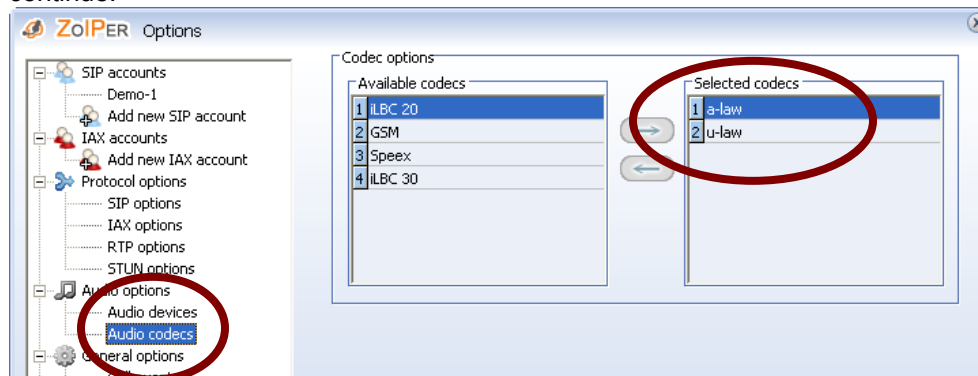 ZoIPER Options
SIP accounts
Demo-1
Add new SIP account
IAX accounts
Add new IAX account
Protocol options
SIP options
IAX options
RTP options
STUN options
Audio options
Audio devices
Audio codecs
General options
Codec options
Available codecs
1 iLBC 20
2 GSM
3 Speex
4 iLBC 30
Selected codecs
1 a-law
2 u-law